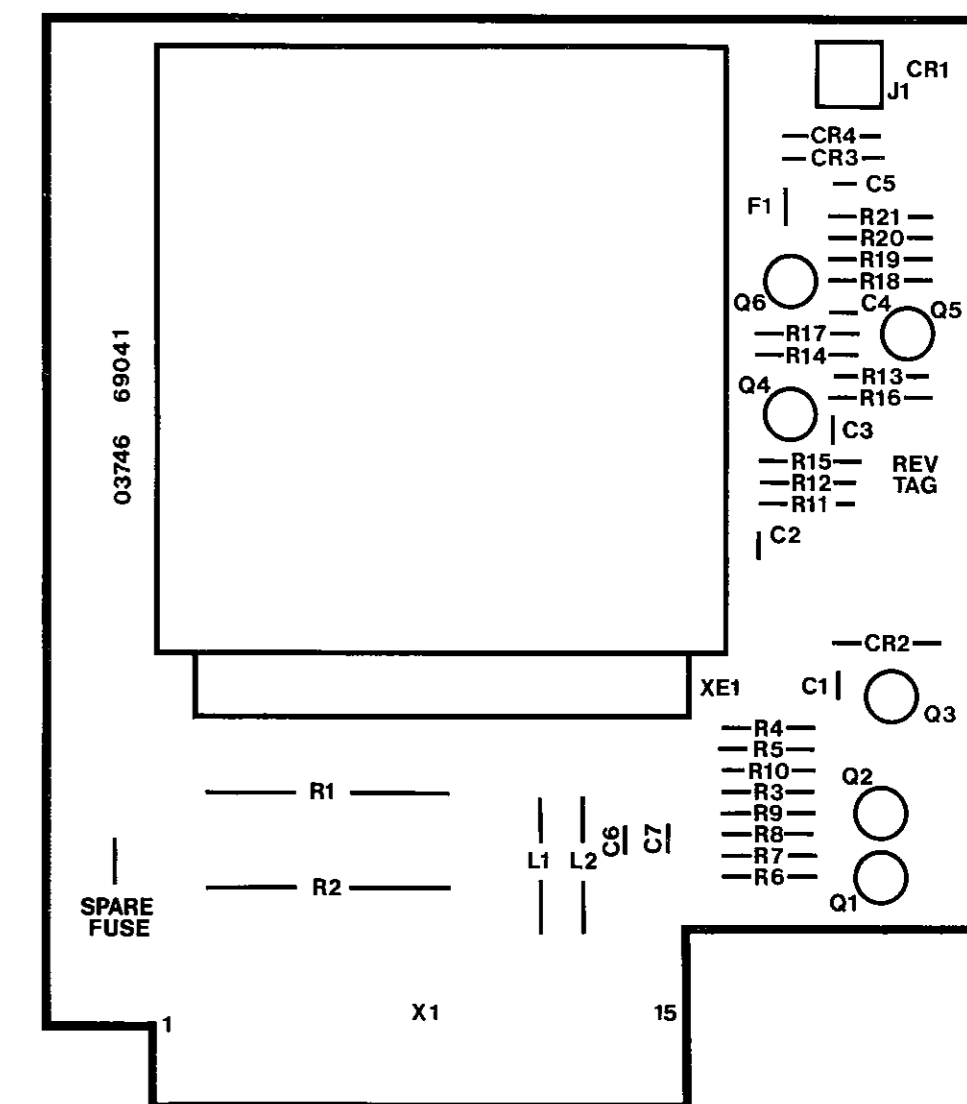 CR1
J1
CR4
CR3
C5
F1
R21
R20
R19
R18
Q6
C4
Q5
R17
R14
R13
Q4
R16
C3
03746 69041
R15
R12
R11
REV
TAG
C2
CR2
XE1
C1
Q3
R4
R5
R10
R3
R9
R8
R7
R6
Q2
Q1
R1
R2
L1
L2
C6
C7
SPARE
FUSE
1
X1
15